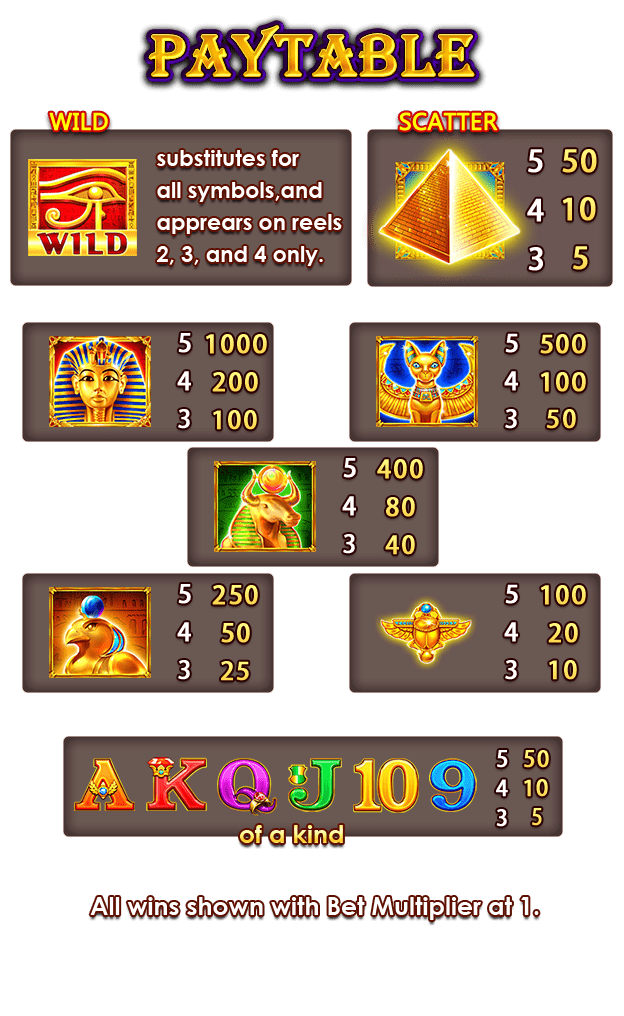 PAYTABLE
WILD
WILD
substitutes for
all symbols,and
apprears on reels
2, 3, and 4 only.
SCATTER
5 50
4 10
3 5
5 1000
4 200
3 100
5 500
4 100
3 50
5 400
4 80
3 40
5 250
4 50
3 25
5 100
4 20
3 10
A K Q J 10 9
5 50
4 10
3 5
of a kind
All wins shown with Bet Multiplier at 1.